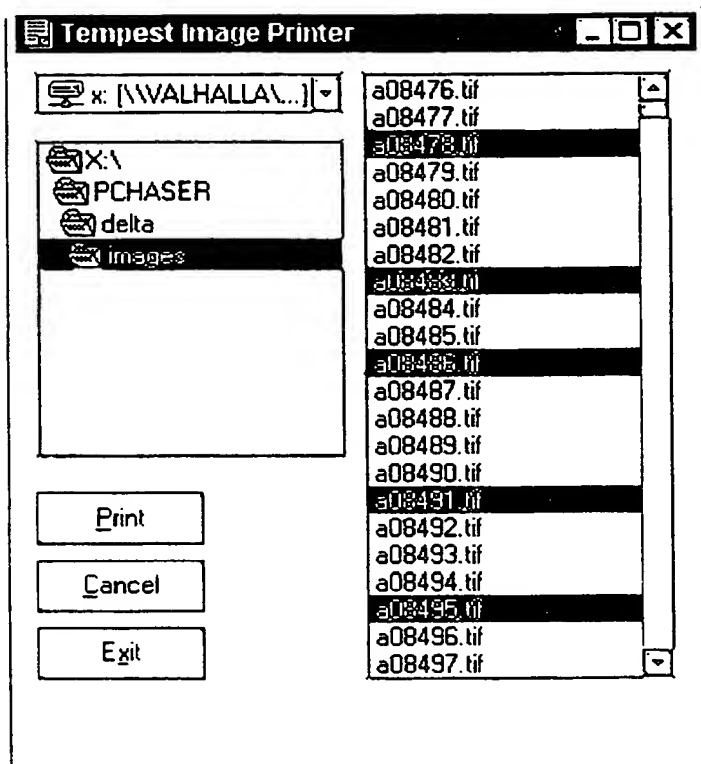 Tempest Image Printer
x: [\\VALHALLA\...]
X:\
PCHASER
delta
images
Print
Cancel
Exit
a08476.tif
a08477.tif
a08478.tif
a08479.tif
a08480.tif
a08481.tif
a08482.tif
a08483.tif
a08484.tif
a08485.tif
a08486.tif
a08487.tif
a08488.tif
a08489.tif
a08490.tif
a08491.tif
a08492.tif
a08493.tif
a08494.tif
a08495.tif
a08496.tif
a08497.tif